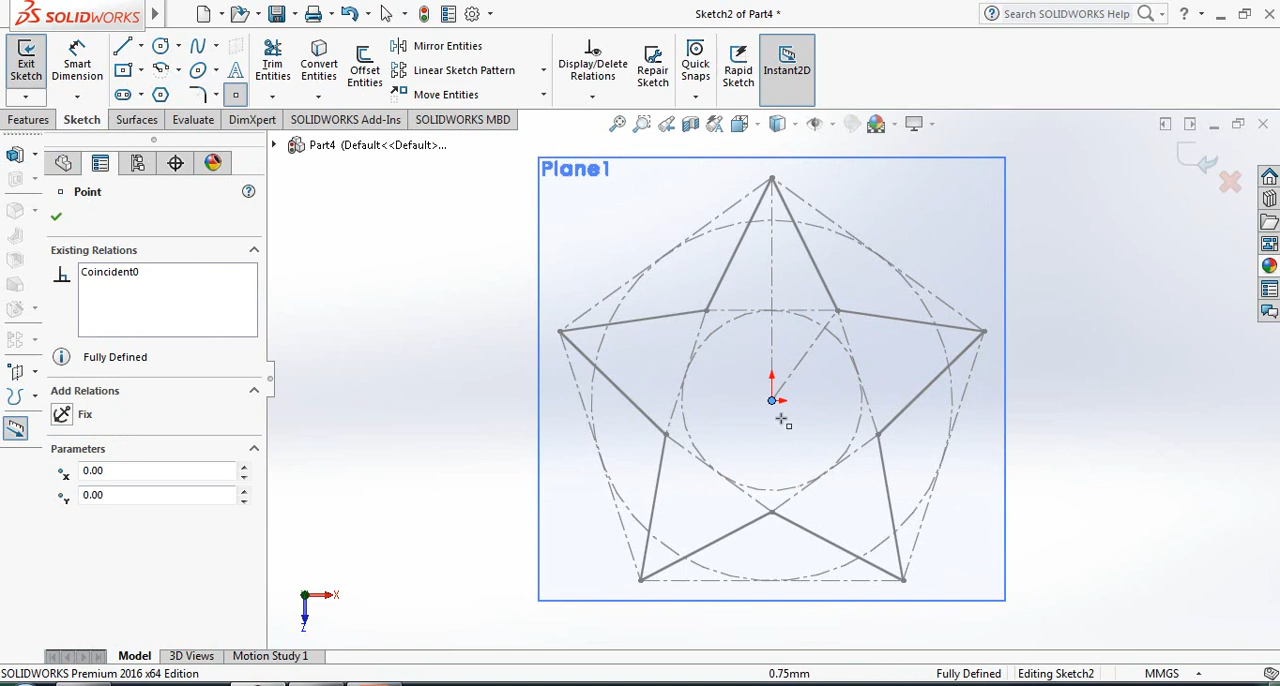 SOLIDWORKS
Sketch2 of Part4 *
Search SOLIDWORKS Help
?
Exit Sketch
Smart Dimension
Trim Entities
Convert Entities
Offset Entities
Mirror Entities
Linear Sketch Pattern
Move Entities
Display/Delete Relations
Repair Sketch
Quick Snaps
Rapid Sketch
Instant2D
Features Sketch Surfaces Evaluate DimXpert SOLIDWORKS Add-Ins SOLIDWORKS MBD
Part4 (Default<<Default>...
Point
Existing Relations
Coincident0
Fully Defined
Add Relations
Fix
Parameters
x 0.00
Y 0.00
Plane1
X
Z
Model 3D Views Motion Study 1
SOLIDWORKS Premium 2016 x64 Edition 0.75mm Fully Defined Editing Sketch2 MMGS